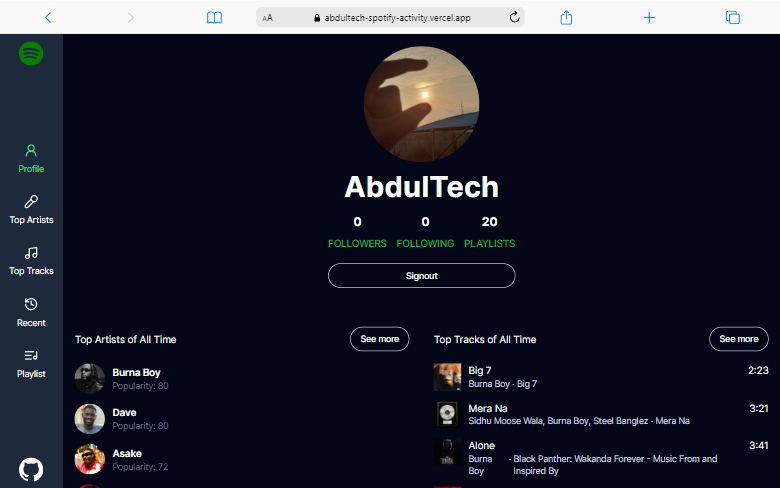 AA abdultech-spotify-activity.vercel.app
Profile
Top Artists
Top Tracks
Recent
Playlist
AbdulTech
0 0 20
FOLLOWERS FOLLOWING PLAYLISTS
Signout
Top Artists of All Time See more
Burna Boy
Popularity: 80
Dave
Popularity: 80
Asake
Popularity: 72
Top Tracks of All Time See more
Big 7 2:23
Burna Boy · Big 7
Mera Na 3:21
Sidhu Moose Wala, Burna Boy, Steel Banglez · Mera Na
Alone 3:41
Burna Boy · Black Panther: Wakanda Forever - Music From and Inspired By